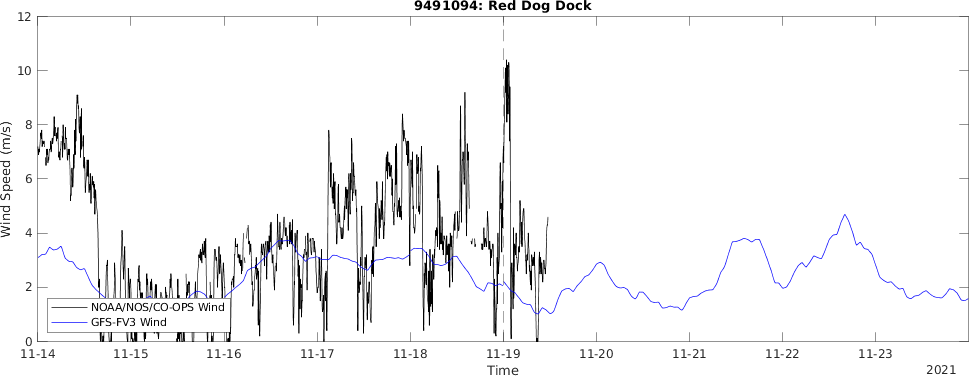 9491094: Red Dog Dock
12
10
8
6
4
2
0
Wind Speed (m/s)
NOAA/NOS/CO-OPS Wind
GFS-FV3 Wind
11-14 11-15 11-16 11-17 11-18 11-19 11-20 11-21 11-22 11-23
Time
2021